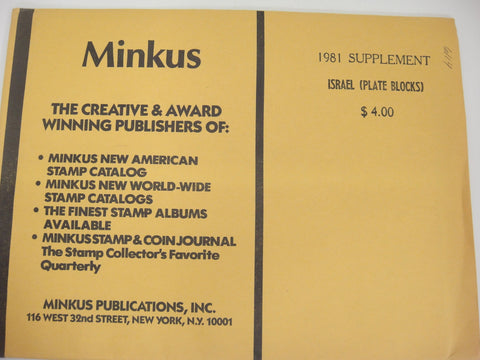 Minkus
THE CREATIVE & AWARD
WINNING PUBLISHERS OF:
• MINKUS NEW AMERICAN
STAMP CATALOG
• MINKUS NEW WORLD-WIDE
STAMP CATALOGS
• THE FINEST STAMP ALBUMS
AVAILABLE
• MINKUS STAMP & COIN JOURNAL
The Stamp Collector's Favorite
Quarterly
MINKUS PUBLICATIONS, INC.
116 WEST 32nd STREET, NEW YORK, N.Y. 10001
1981 SUPPLEMENT
ISRAEL (PLATE BLOCKS)
$ 4.00